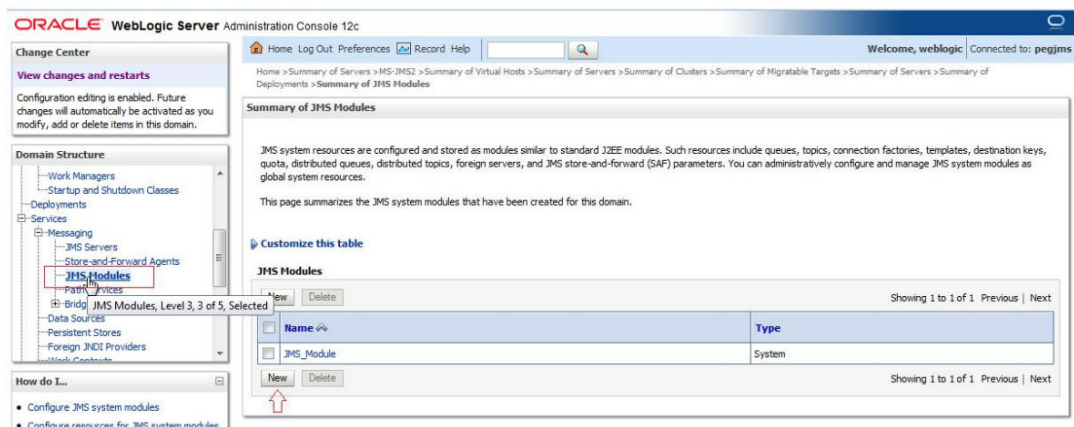 ORACLE WebLogic Server Administration Console 12c
Change Center
View changes and restarts
Configuration editing is enabled. Future
changes will automatically be activated as you
modify, add or delete items in this domain.
Domain Structure
Work Managers
Startup and Shutdown Classes
Deployments
Services
Messaging
JMS Servers
Store-and-Forward Agents
JMS Modules
JMS Modules, Level 3, 3 of 5, Selected
Data Sources
Persistent Stores
Foreign JNDI Providers
Work Contexts
How do I...
Configure JMS system modules
Configure resources for JMS system modules
Home Log Out Preferences Record Help
Welcome, weblogic Connected to: pegjms
Home >Summary of Servers >MS-JMS2 >Summary of Virtual Hosts >Summary of Servers >Summary of Clusters >Summary of Migratable Targets >Summary of Servers >Summary of
Deployments >Summary of JMS Modules
Summary of JMS Modules
JMS system resources are configured and stored as modules similar to standard J2EE modules. Such resources include queues, topics, connection factories, templates, destination keys,
quota, distributed queues, distributed topics, foreign servers, and JMS store-and-forward (SAF) parameters. You can administratively configure and manage JMS system modules as
global system resources.
This page summarizes the JMS system modules that have been created for this domain.
Customize this table
JMS Modules
New Delete Showing 1 to 1 of 1 Previous | Next
Name Type
JMS_Module System
New Delete Showing 1 to 1 of 1 Previous | Next